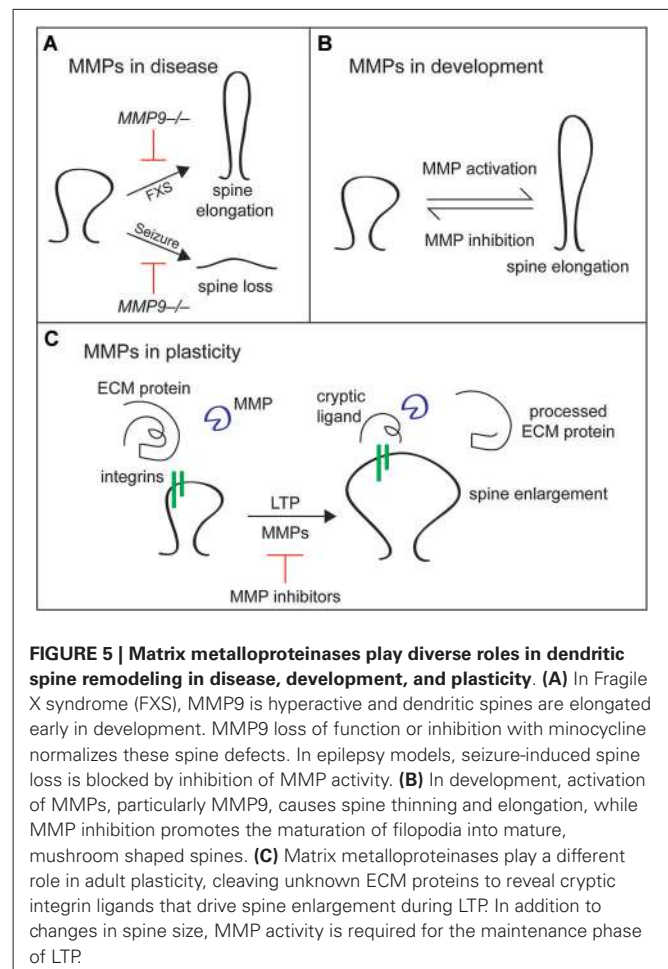 A
MMPs in disease
MMP9–/–
FXS
spine
elongation
Seizure
spine loss
MMP9–/–
B
MMPs in development
MMP activation
MMP inhibition
spine elongation
C
MMPs in plasticity
ECM protein
MMP
integrins
LTP
MMPs
MMP inhibitors
cryptic
ligand
processed
ECM protein
spine enlargement
FIGURE 5 | Matrix metalloproteinases play diverse roles in dendritic
spine remodeling in disease, development, and plasticity. (A) In Fragile
X syndrome (FXS), MMP9 is hyperactive and dendritic spines are elongated
early in development. MMP9 loss of function or inhibition with minocycline
normalizes these spine defects. In epilepsy models, seizure-induced spine
loss is blocked by inhibition of MMP activity. (B) In development, activation
of MMPs, particularly MMP9, causes spine thinning and elongation, while
MMP inhibition promotes the maturation of filopodia into mature,
mushroom shaped spines. (C) Matrix metalloproteinases play a different
role in adult plasticity, cleaving unknown ECM proteins to reveal cryptic
integrin ligands that drive spine enlargement during LTP. In addition to
changes in spine size, MMP activity is required for the maintenance phase
of LTP.